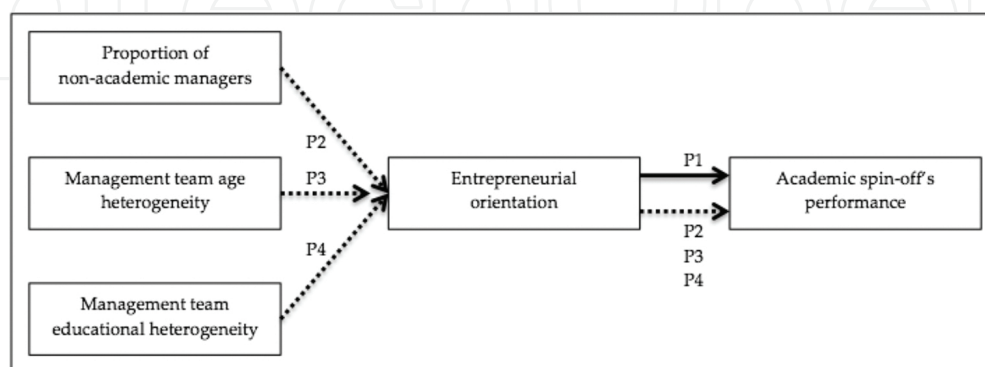 Proportion of
non-academic managers
P2
P3
Management team age
heterogeneity
Entrepreneurial
orientation
P1
Academic spin-off's
performance
P2
P3
P4
P4
Management team
educational heterogeneity